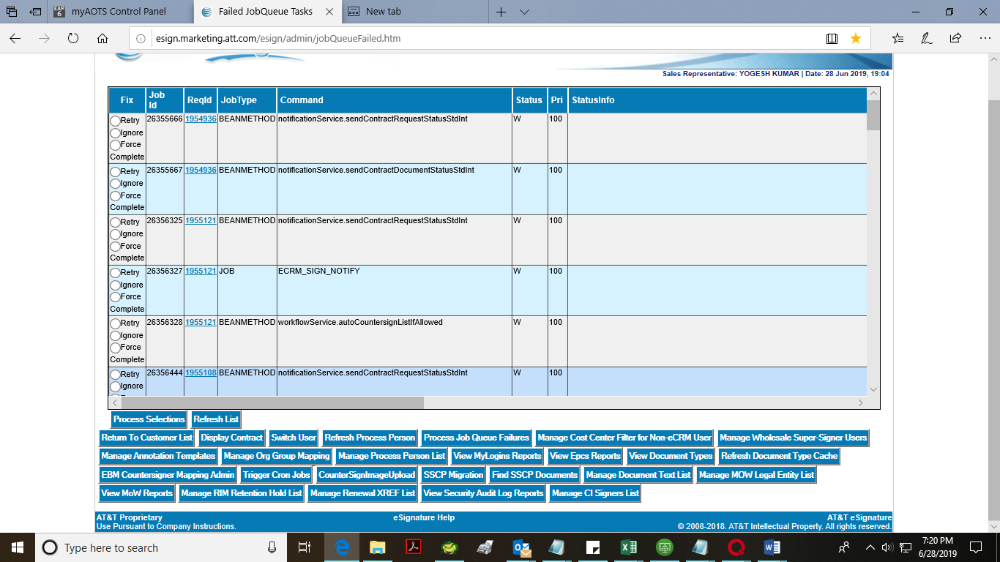 myAOTS Control Panel
Failed JobQueue Tasks
New tab
esign.marketing.att.com/esign/admin/jobQueueFailed.htm
Sales Representative: YOGESH KUMAR | Date: 28 Jun 2019, 19:04
Fix Job Id ReqId JobType Command Status Pri StatusInfo
Retry 26355666 1954936 BEANMETHOD notificationService.sendContractRequestStatusStdInt W 100
Ignore
Force
Complete
Retry 26355667 1954936 BEANMETHOD notificationService.sendContractDocumentStatusStdInt W 100
Ignore
Force
Complete
Retry 26356325 1955121 BEANMETHOD notificationService.sendContractRequestStatusStdInt W 100
Ignore
Force
Complete
Retry 26356327 1955121 JOB ECRM_SIGN_NOTIFY W 100
Ignore
Force
Complete
Retry 26356328 1955121 BEANMETHOD workflowService.autoCountersignListIfAllowed W 100
Ignore
Force
Complete
Retry 26356444 1955108 BEANMETHOD notificationService.sendContractRequestStatusStdInt W 100
Ignore
Process Selections Refresh List
Return To Customer List Display Contract Switch User Refresh Process Person Process Job Queue Failures Manage Cost Center Filter for Non-eCRM User Manage Wholesale Super-Signer Users
Manage Annotation Templates Manage Org Group Mapping Manage Process Person List View MyLogins Reports View Epcs Reports View Document Types Refresh Document Type Cache
EBM Countersigner Mapping Admin Trigger Cron Jobs CounterSignImageUpload SSCP Migration Find SSCP Documents Manage Document Text List Manage MOW Legal Entity List
View MoW Reports Manage RIM Retention Hold List Manage Renewal XREF List View Security Audit Log Reports Manage CI Signers List
AT&T Proprietary eSignature Help AT&T eSignature
Use Pursuant to Company Instructions. © 2008-2018. AT&T Intellectual Property. All rights reserved.
Type here to search
7:20 PM
6/28/2019